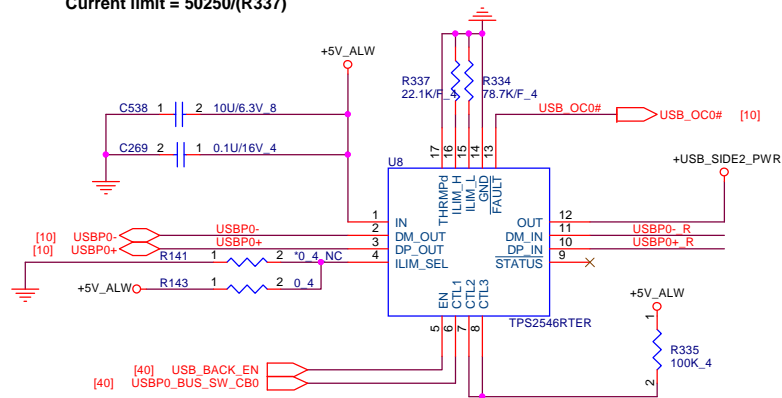 Current limit = 50250/(R337)
+5V_ALW
R337 R334
22.1K/F_4 78.7K/F_4
C538 1 2 10U/6.3V_8
USB_OC0# USB_OC0# [10]
C269 2 1 0.1U/16V_4
17 16 15 14 13
U8
+USB_SIDE2_PWR
THRMPd ILIM_H ILIM_L GND FAULT
1 IN OUT 12
[10] USBP0- USBP0- 2 DM_OUT DM_IN 11 USBP0-_R
[10] USBP0+ USBP0+ 3 DP_OUT DP_IN 10 USBP0+_R
R141 1 2 *0_4_NC 4 ILIM_SEL STATUS 9
+5V_ALW R143 1 2 0_4
+5V_ALW
EN CTL1 CTL2 CTL3
TPS2546RTER
5 6 7 8
1
R335
100K_4
2
[40] USB_BACK_EN
[40] USBP0_BUS_SW_CB0